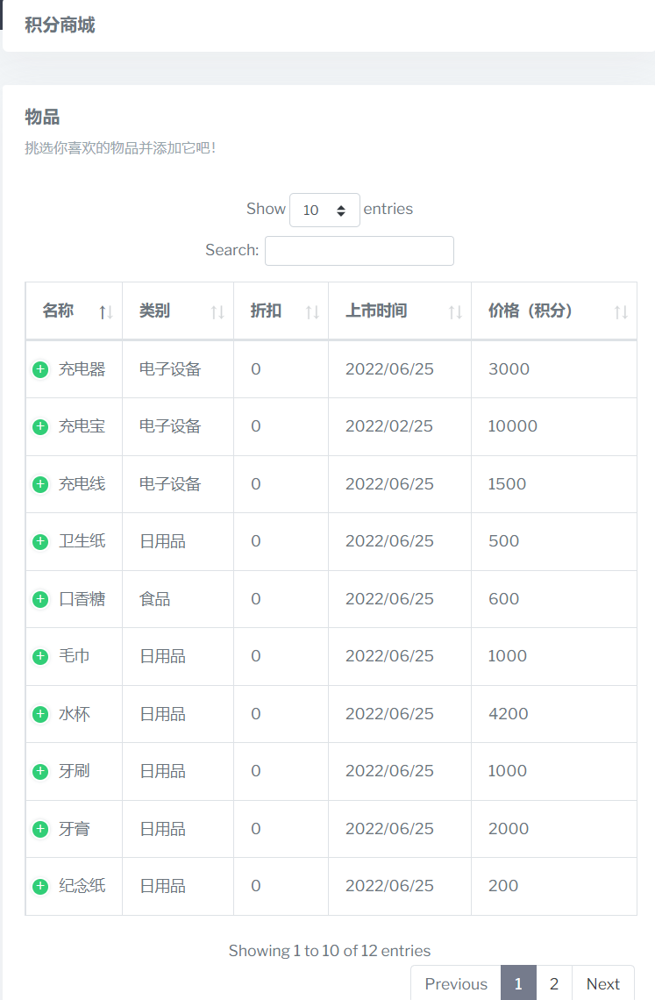 积分商城
物品
挑选你喜欢的物品并添加它吧！
Show 10 entries
Search:
名称 类别 折扣 上市时间 价格（积分）
充电器 电子设备 0 2022/06/25 3000
充电宝 电子设备 0 2022/02/25 10000
充电线 电子设备 0 2022/06/25 1500
卫生纸 日用品 0 2022/06/25 500
口香糖 食品 0 2022/06/25 600
毛巾 日用品 0 2022/06/25 1000
水杯 日用品 0 2022/06/25 4200
牙刷 日用品 0 2022/06/25 1000
牙膏 日用品 0 2022/06/25 2000
纪念纸 日用品 0 2022/06/25 200
Showing 1 to 10 of 12 entries
Previous 1 2 Next